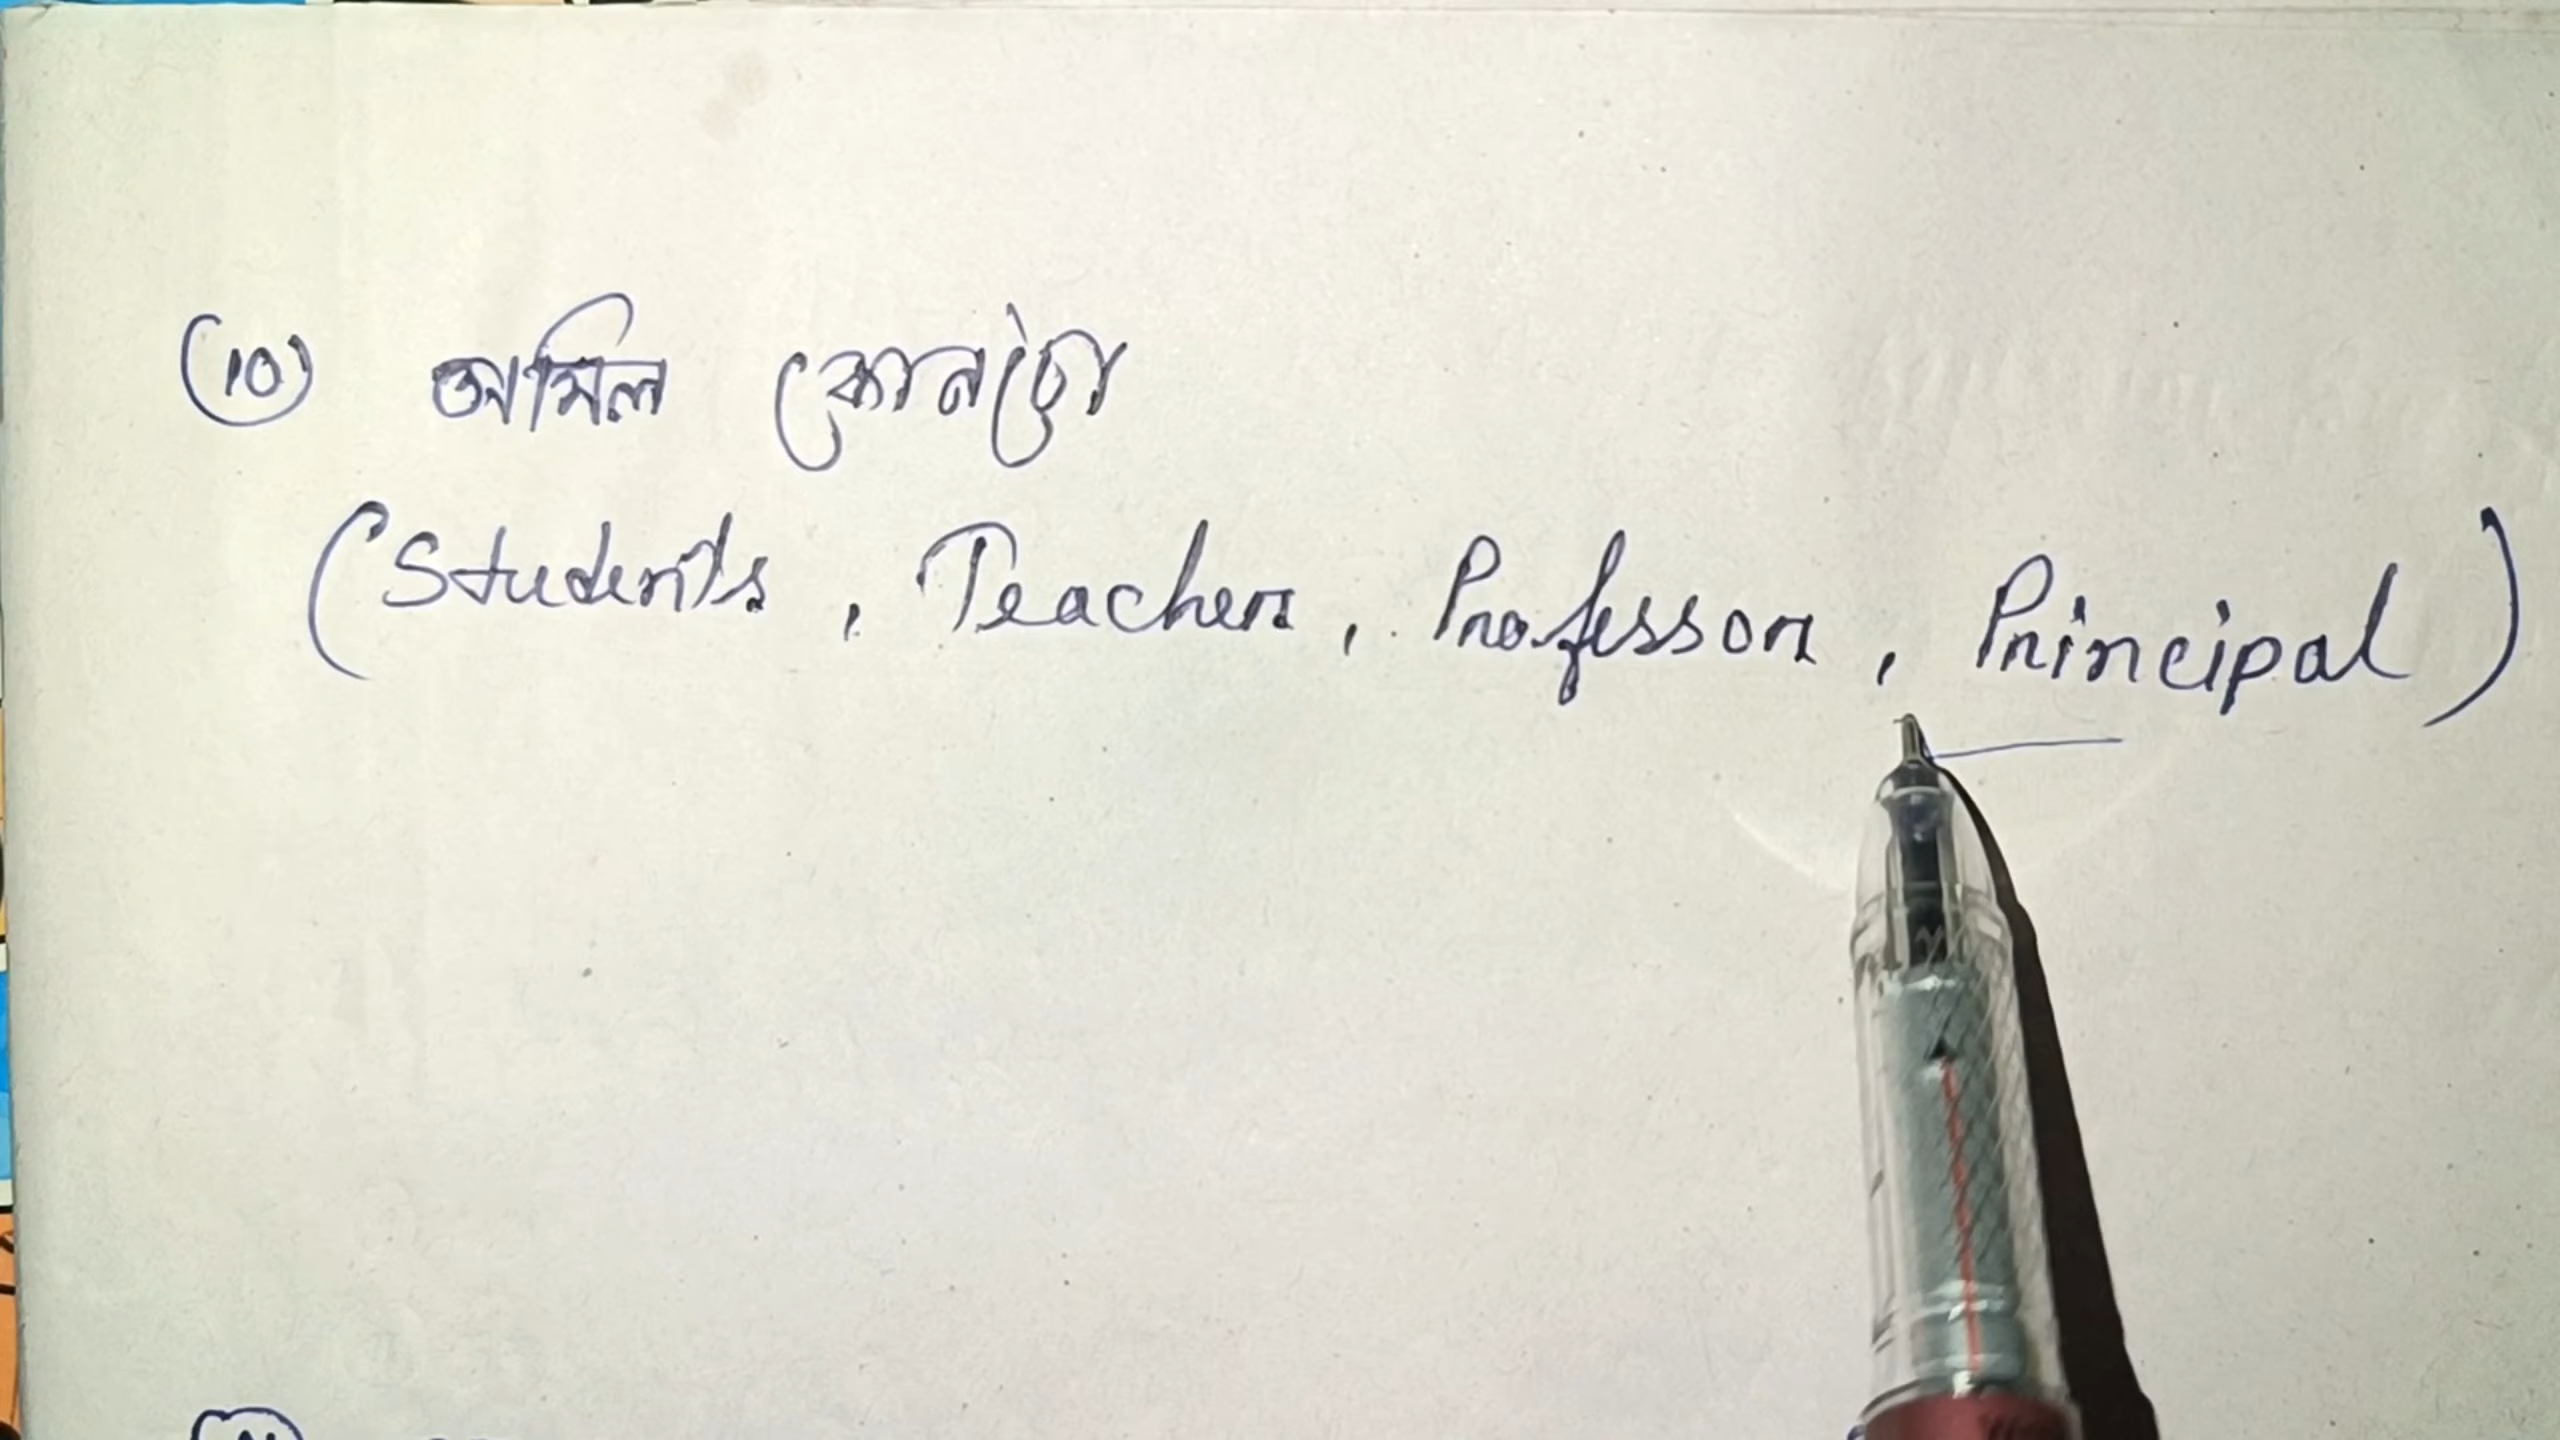 (10) অমিল কোনটো
(Students, Teacher, Professor, Principal)